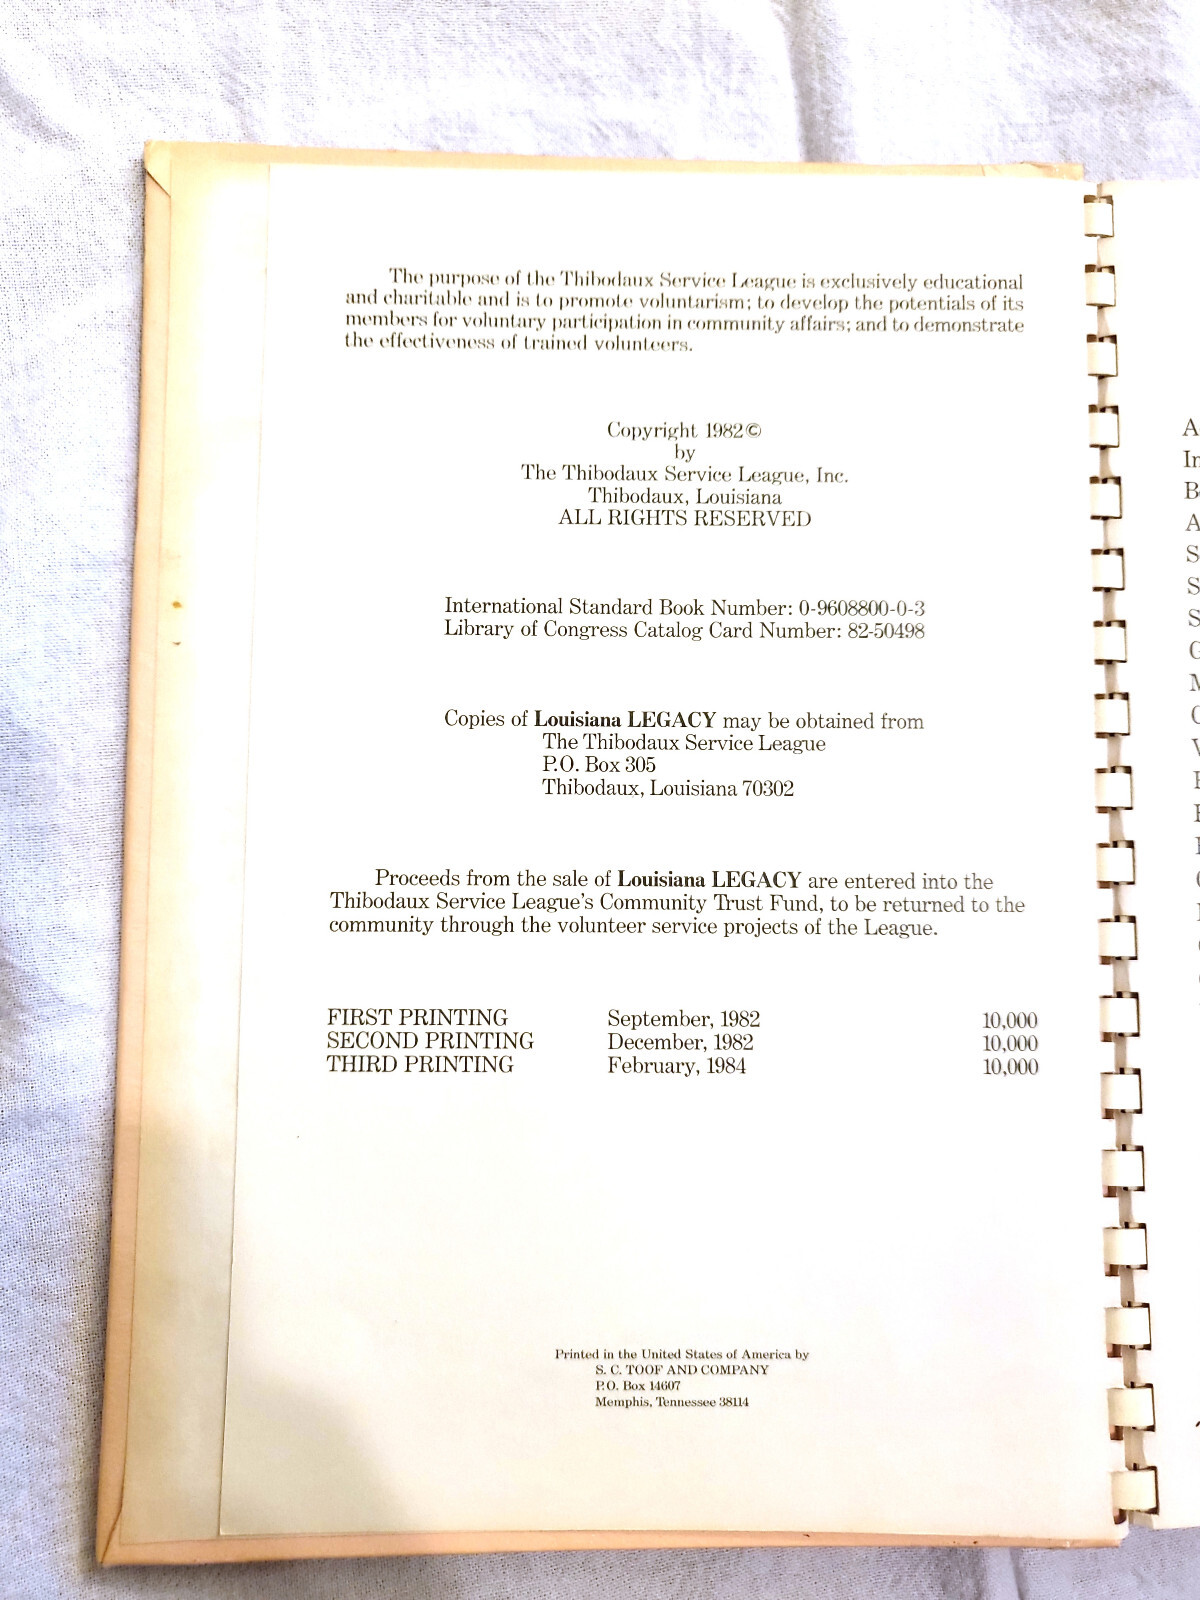 The purpose of the Thibodaux Service League is exclusively educational
and charitable and is to promote voluntarism; to develop the potentials of its
members for voluntary participation in community affairs; and to demonstrate
the effectiveness of trained volunteers.
Copyright 1982©
by
The Thibodaux Service League, Inc.
Thibodaux, Louisiana
ALL RIGHTS RESERVED
International Standard Book Number: 0-9608800-0-3
Library of Congress Catalog Card Number: 82-50498
Copies of Louisiana LEGACY may be obtained from
The Thibodaux Service League
P.O. Box 305
Thibodaux, Louisiana 70302
Proceeds from the sale of Louisiana LEGACY are entered into the
Thibodaux Service League's Community Trust Fund, to be returned to the
community through the volunteer service projects of the League.
FIRST PRINTING September, 1982 10,000
SECOND PRINTING December, 1982 10,000
THIRD PRINTING February, 1984 10,000
Printed in the United States of America by
S. C. TOOF AND COMPANY
P.O. Box 14607
Memphis, Tennessee 38114